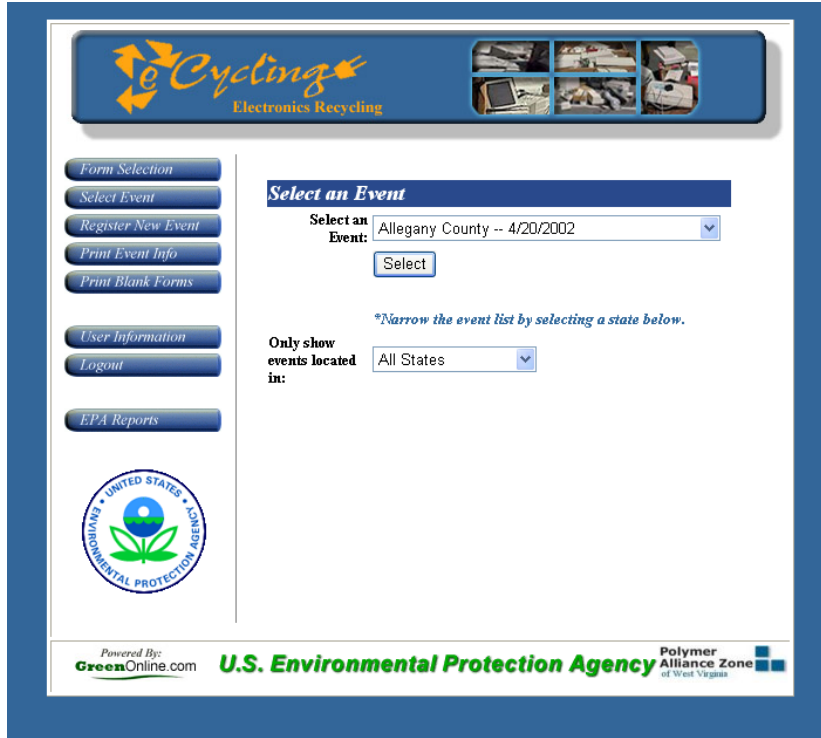 eCycling
Electronics Recycling
Form Selection
Select Event
Register New Event
Print Event Info
Print Blank Forms
User Information
Logout
EPA Reports
UNITED STATES
ENVIRONMENTAL PROTECTION AGENCY
Select an Event
Select an
Event:
Allegany County -- 4/20/2002
Select
*Narrow the event list by selecting a state below.
Only show
events located
in:
All States
Powered By:
GreenOnline.com
U.S. Environmental Protection Agency
Polymer
Alliance Zone
of West Virginia